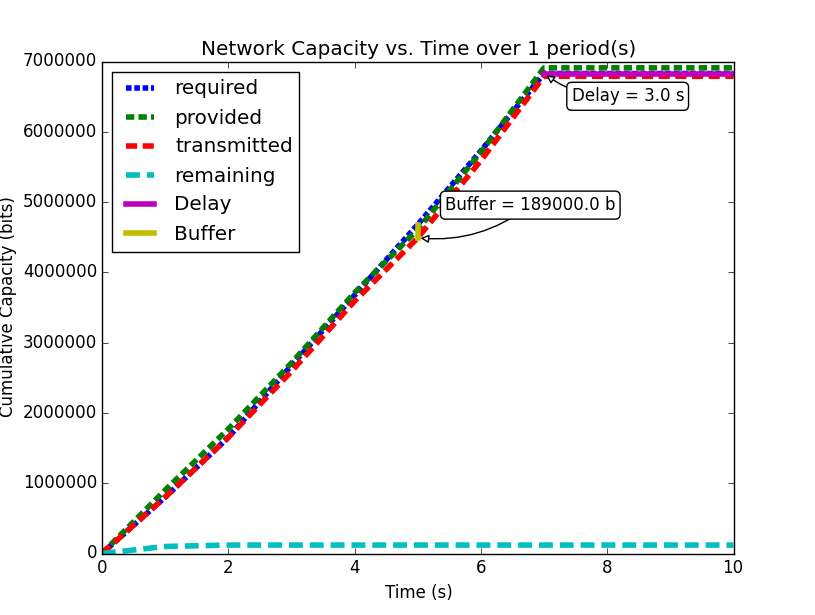 Network Capacity vs. Time over 1 period(s)
7000000
6000000
5000000
4000000
3000000
2000000
1000000
0
Cumulative Capacity (bits)
required
provided
transmitted
remaining
Delay
Buffer
Delay = 3.0 s
Buffer = 189000.0 b
0 2 4 6 8 10
Time (s)